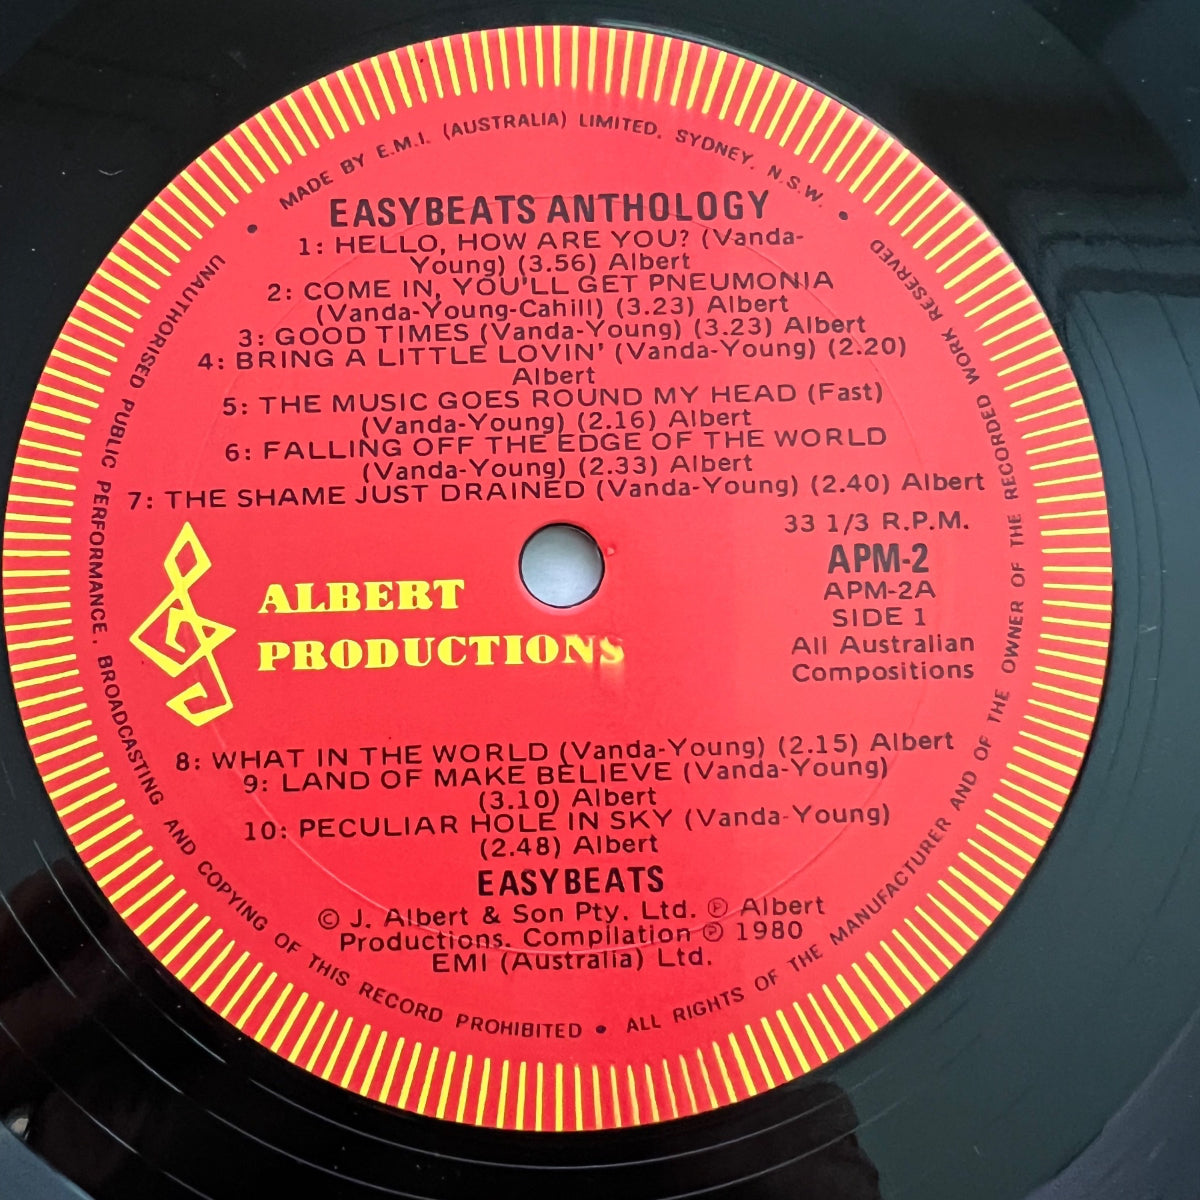 MADE BY E.M.I. (AUSTRALIA) LIMITED. SYDNEY. N.S.W.
EASYBEATS ANTHOLOGY
1: HELLO, HOW ARE YOU? (Vanda-
Young) (3.56) Albert
2: COME IN, YOU'LL GET PNEUMONIA
(Vanda-Young-Cahill) (3.23) Albert
3: GOOD TIMES (Vanda-Young) (3.23) Albert
4: BRING A LITTLE LOVIN' (Vanda-Young) (2.20)
Albert
5: THE MUSIC GOES ROUND MY HEAD (Fast)
(Vanda-Young) (2.16) Albert
6: FALLING OFF THE EDGE OF THE WORLD
(Vanda-Young) (2.33) Albert
7: THE SHAME JUST DRAINED (Vanda-Young) (2.40) Albert
33 1/3 R.P.M.
APM-2
APM-2A
SIDE 1
All Australian
Compositions
ALBERT
PRODUCTIONS
8: WHAT IN THE WORLD (Vanda-Young) (2.15) Albert
9: LAND OF MAKE BELIEVE (Vanda-Young)
(3.10) Albert
10: PECULIAR HOLE IN SKY (Vanda-Young)
(2.48) Albert
EASYBEATS
© J. Albert & Son Pty. Ltd. ℗ Albert
Productions. Compilation ℗ 1980
EMI (Australia) Ltd.
UNAUTHORISED PUBLIC PERFORMANCE. BROADCASTING AND COPYING OF THIS RECORD PROHIBITED • ALL RIGHTS OF THE MANUFACTURER AND OF THE OWNER OF THE RECORDED WORK RESERVED